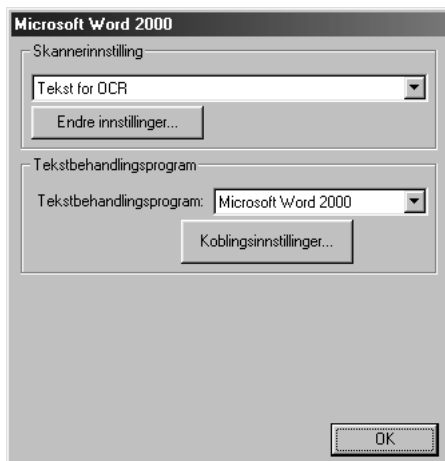 Microsoft Word 2000
Skannerinnstilling
Tekst for OCR
Endre innstillinger...
Tekstbehandlingsprogram
Tekstbehandlingsprogram: Microsoft Word 2000
Koblingsinnstillinger...
OK